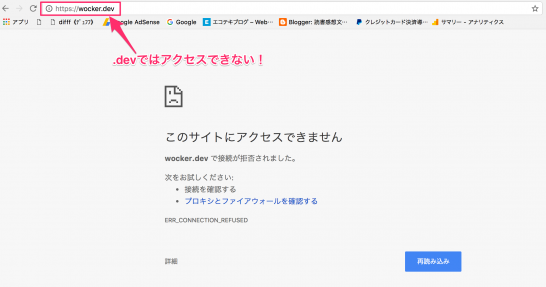 https://wocker.dev
アプリ difff《ﾃﾞｭﾌﾌ》 Google AdSense Google エコナキブログ – Web… Blogger: 読書感想文… クレジットカード決済導… サマリー - アナリティクス
.devではアクセスできない！
このサイトにアクセスできません
wocker.dev で接続が拒否されました。
次をお試しください:
• 接続を確認する
• プロキシとファイアウォールを確認する
ERR_CONNECTION_REFUSED
詳細 再読み込み